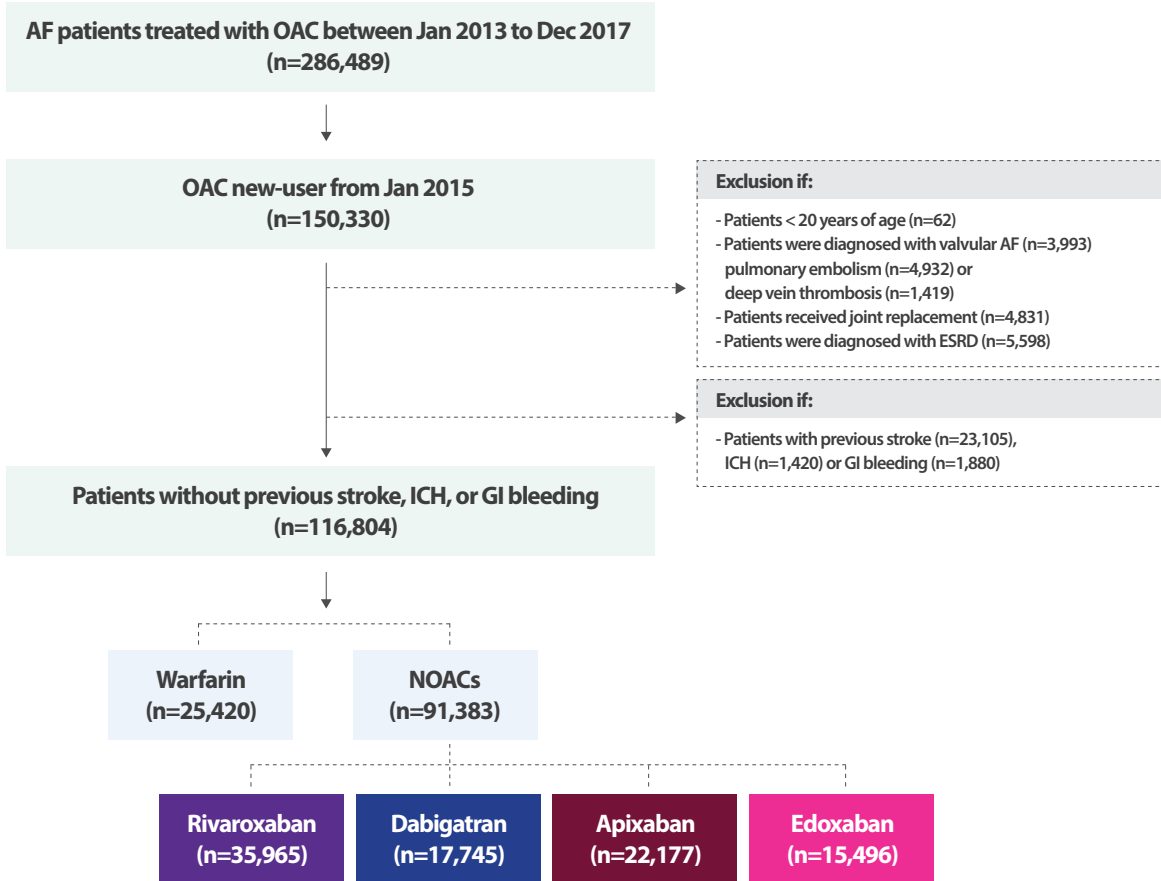 AF patients treated with OAC between Jan 2013 to Dec 2017
(n=286,489)
OAC new-user from Jan 2015
(n=150,330)
Exclusion if:
- Patients < 20 years of age (n=62)
- Patients were diagnosed with valvular AF (n=3,993)
pulmonary embolism (n=4,932) or
deep vein thrombosis (n=1,419)
- Patients received joint replacement (n=4,831)
- Patients were diagnosed with ESRD (n=5,598)
Exclusion if:
- Patients with previous stroke (n=23,105),
ICH (n=1,420) or GI bleeding (n=1,880)
Patients without previous stroke, ICH, or GI bleeding
(n=116,804)
Warfarin
(n=25,420)
NOACs
(n=91,383)
Rivaroxaban
(n=35,965)
Dabigatran
(n=17,745)
Apixaban
(n=22,177)
Edoxaban
(n=15,496)